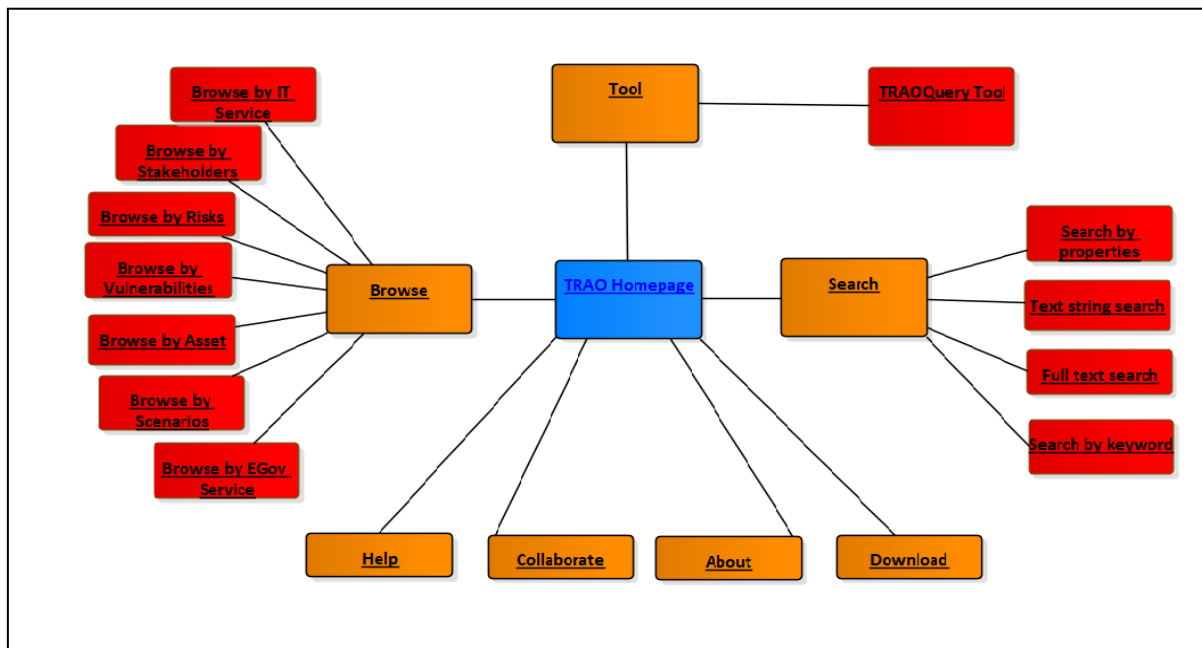 Tool
TRAOQuery Tool
Browse by IT
Service
Browse by
Stakeholders
Browse by Risks
Browse by
Vulnerabilities
Browse by Asset
Browse by
Scenarios
Browse by EGov
Service
Browse
TRAO Homepage
Search
Search by
properties
Text string search
Full text search
Search by keyword
Help
Collaborate
About
Download